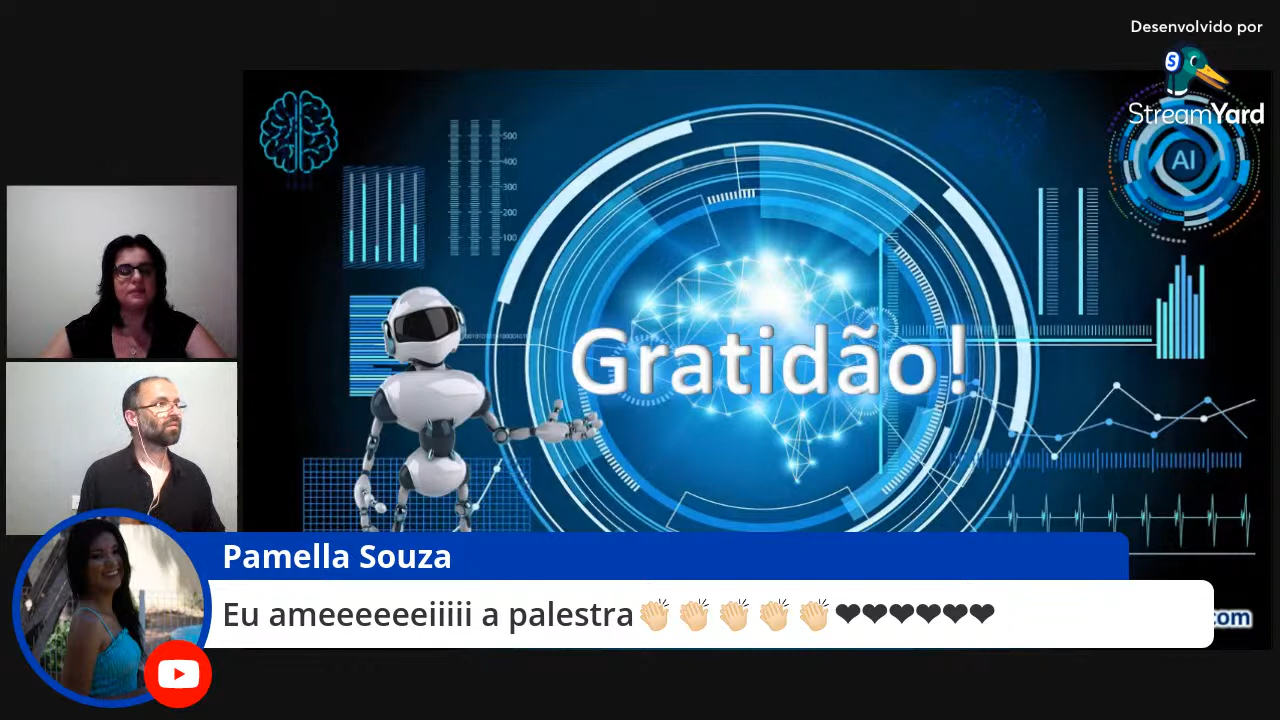 Desenvolvido por
StreamYard
AI
500
400
300
200
100
Gratidão!
Pamella Souza
Eu ameeeeeeiiiii a palestra👏🏻👏🏻👏🏻👏🏻👏🏻❤❤❤❤❤❤
com